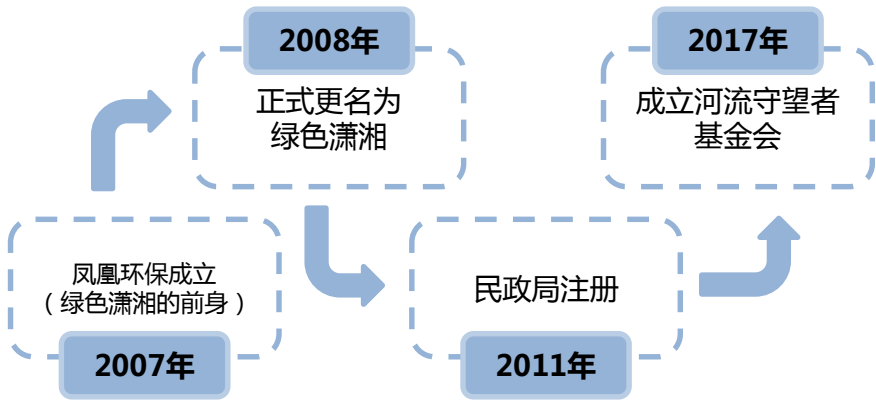 凤凰环保成立
（绿色潇湘的前身）
2007年
2008年
正式更名为
绿色潇湘
民政局注册
2011年
2017年
成立河流守望者
基金会